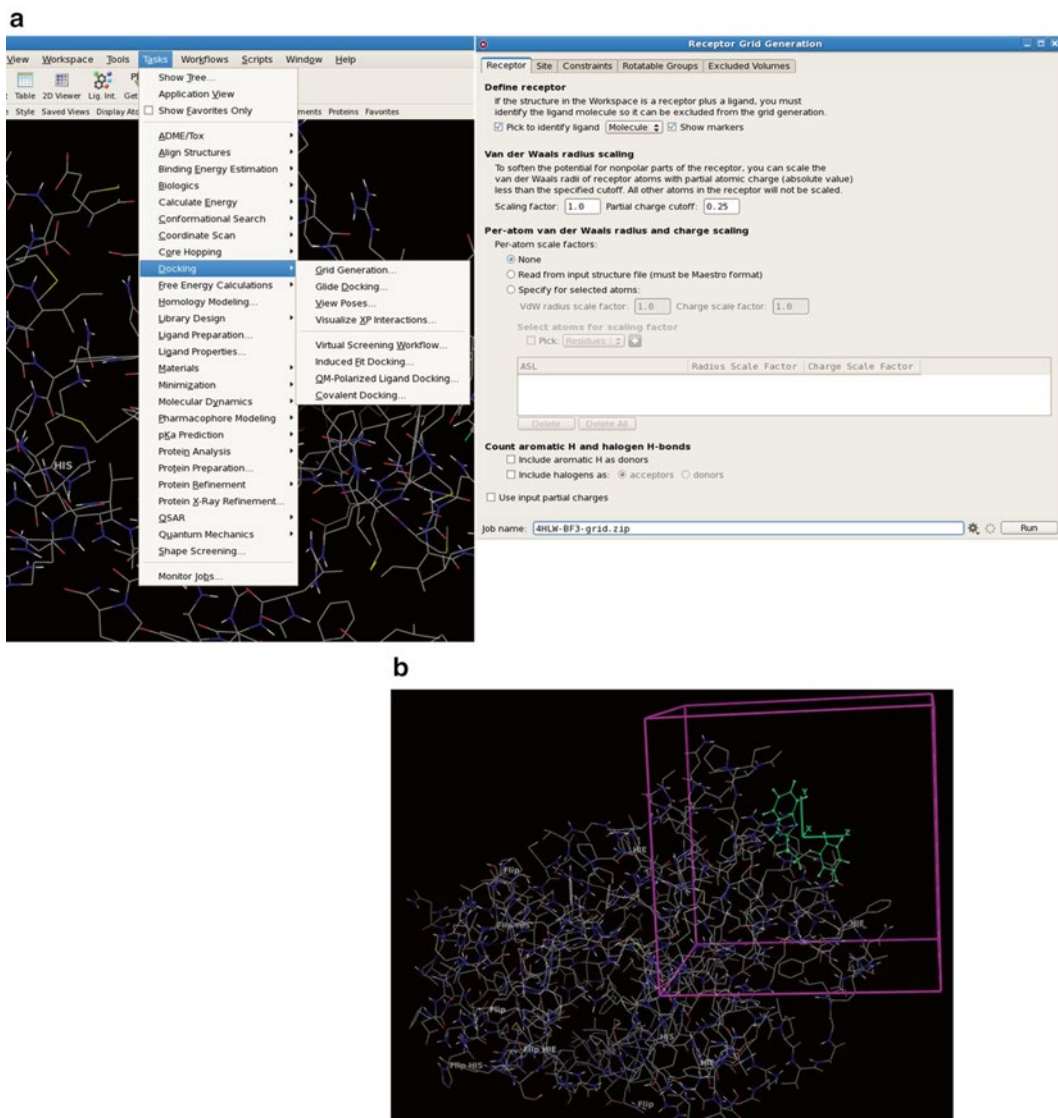 a
View Workspace Tools Tasks Workflows Scripts Window Help
Table 2D Viewer Lig. Int.
Style Saved Views Proteins Favorites
Show Tree...
Application View
Show Favorites Only
ADME/Tox
Align Structures
Binding Energy Estimation
Biologics
Calculate Energy
Conformational Search
Coordinate Scan
Core Hopping
Docking
Free Energy Calculations
Homology Modeling...
Library Design
Ligand Preparation...
Ligand Properties...
Materials
Minimization
Molecular Dynamics
Pharmacophore Modeling
pKa Prediction
Protein Analysis
Protein Preparation...
Protein Refinement
Protein X-Ray Refinement...
QSAR
Quantum Mechanics
Shape Screening...
Monitor Jobs...
Grid Generation...
Glide Docking...
View Poses...
Visualize XP Interactions...
Virtual Screening Workflow...
Induced Fit Docking...
QM-Polarized Ligand Docking...
Covalent Docking...
HIS
Receptor Grid Generation
Receptor Site Constraints Rotatable Groups Excluded Volumes
Define receptor
If the structure in the Workspace is a receptor plus a ligand, you must
identify the ligand molecule so it can be excluded from the grid generation.
Pick to identify ligand Molecule Show markers
Van der Waals radius scaling
To soften the potential for nonpolar parts of the receptor, you can scale the
van der Waals radii of receptor atoms with partial atomic charge (absolute value)
less than the specified cutoff. All other atoms in the receptor will not be scaled.
Scaling factor: 1.0 Partial charge cutoff: 0.25
Per-atom van der Waals radius and charge scaling
Per-atom scale factors:
None
Read from input structure file (must be Maestro format)
Specify for selected atoms:
VdW radius scale factor: 1.0 Charge scale factor: 1.0
Select atoms for scaling factor
Pick: Residues
ASL Radius Scale Factor Charge Scale Factor
Delete Delete All
Count aromatic H and halogen H-bonds
Include aromatic H as donors
Include halogens as: acceptors donors
Use input partial charges
Job name: 4HLW-BF3-grid.zip Run
b
Y
X Z
HIE
Flip
HIE
Flip
HIS
Flip HIE
HIE
Flip HIS
Flip